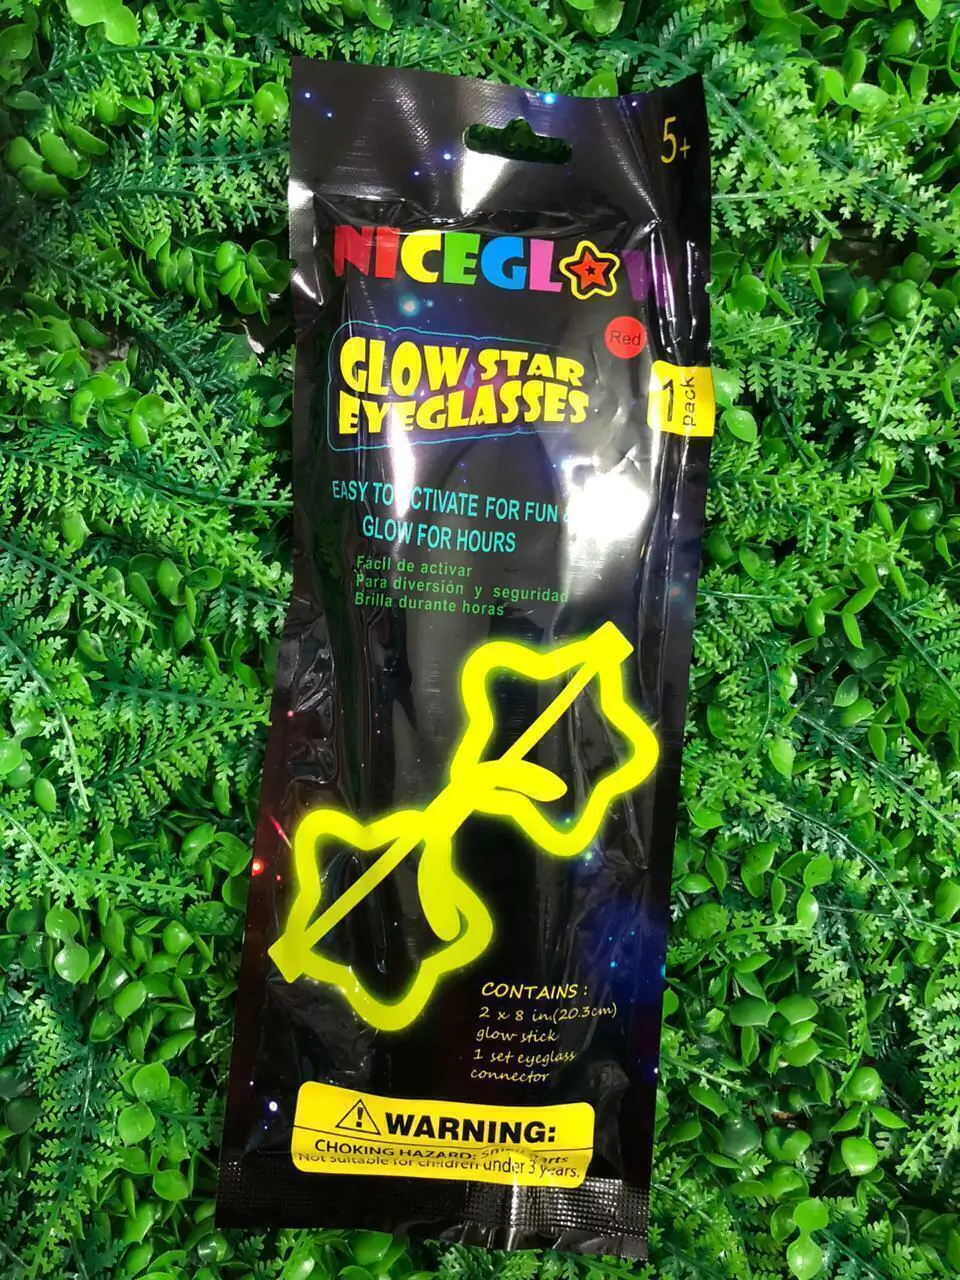 5+
NICEGLOW
Red
GLOW STAR
EYEGLASSES
1
pack
EASY TO ACTIVATE FOR FUN &
GLOW FOR HOURS
Fácil de activar
Para diversión y seguridad
Brilla durante horas
CONTAINS :
2 x 8 in.(20.3cm)
glow stick
1 set eyeglass
connector
WARNING:
CHOKING HAZARD: Small parts
Not suitable for children under 3 years.